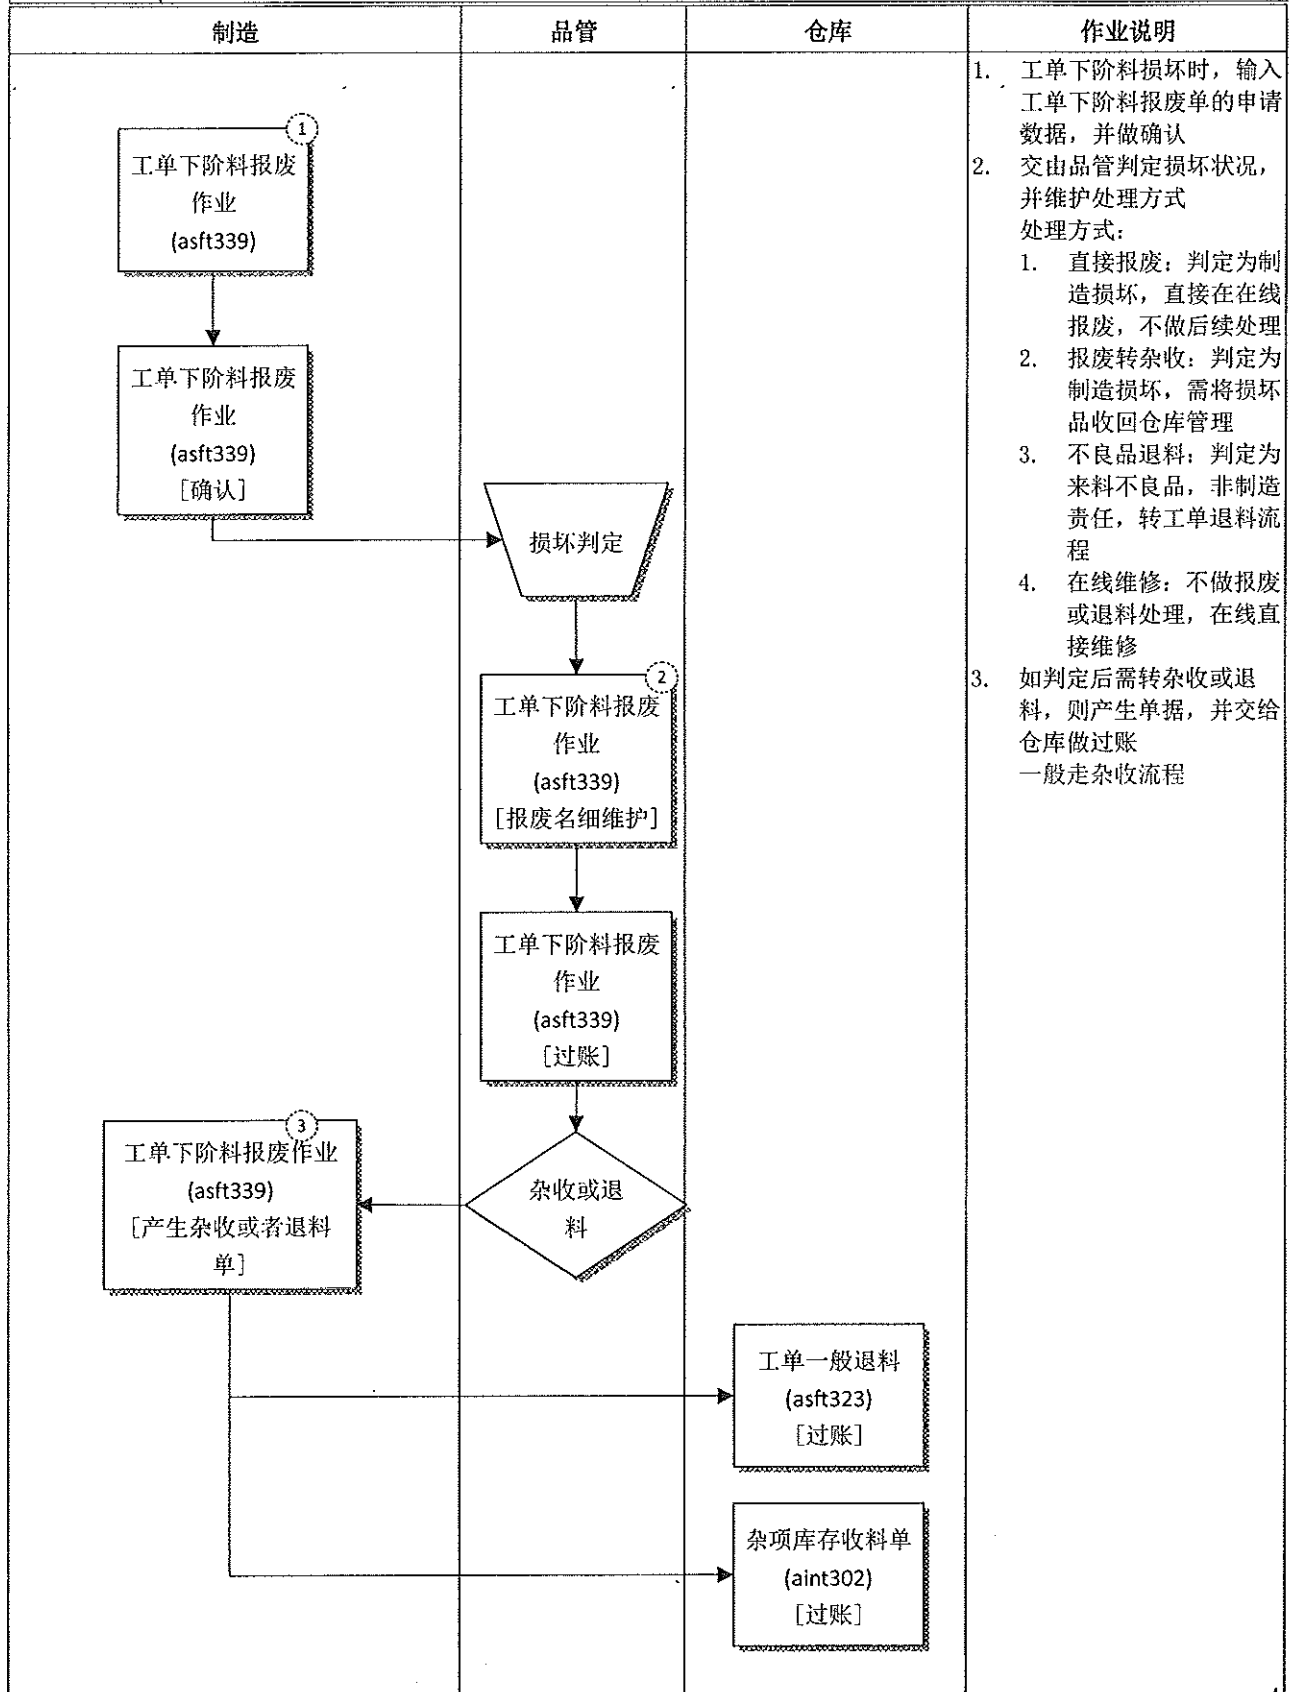 制造
品管
仓库
作业说明
1
工单下阶料报废
作业
(asft339)
工单下阶料报废
作业
(asft339)
[确认]
损坏判定
2
工单下阶料报废
作业
(asft339)
[报废名细维护]
工单下阶料报废
作业
(asft339)
[过账]
杂收或退
料
3
工单下阶料报废作业
(asft339)
[产生杂收或者退料
单]
工单一般退料
(asft323)
[过账]
杂项库存收料单
(aint302)
[过账]
1. 工单下阶料损坏时，输入
工单下阶料报废单的申请
数据，并做确认
2. 交由品管判定损坏状况，
并维护处理方式
处理方式：
1. 直接报废：判定为制
造损坏，直接在在线
报废，不做后续处理
2. 报废转杂收：判定为
制造损坏，需将损坏
品收回仓库管理
3. 不良品退料：判定为
来料不良品，非制造
责任，转工单退料流
程
4. 在线维修：不做报废
或退料处理，在线直
接维修
3. 如判定后需转杂收或退
料，则产生单据，并交给
仓库做过账
一般走杂收流程